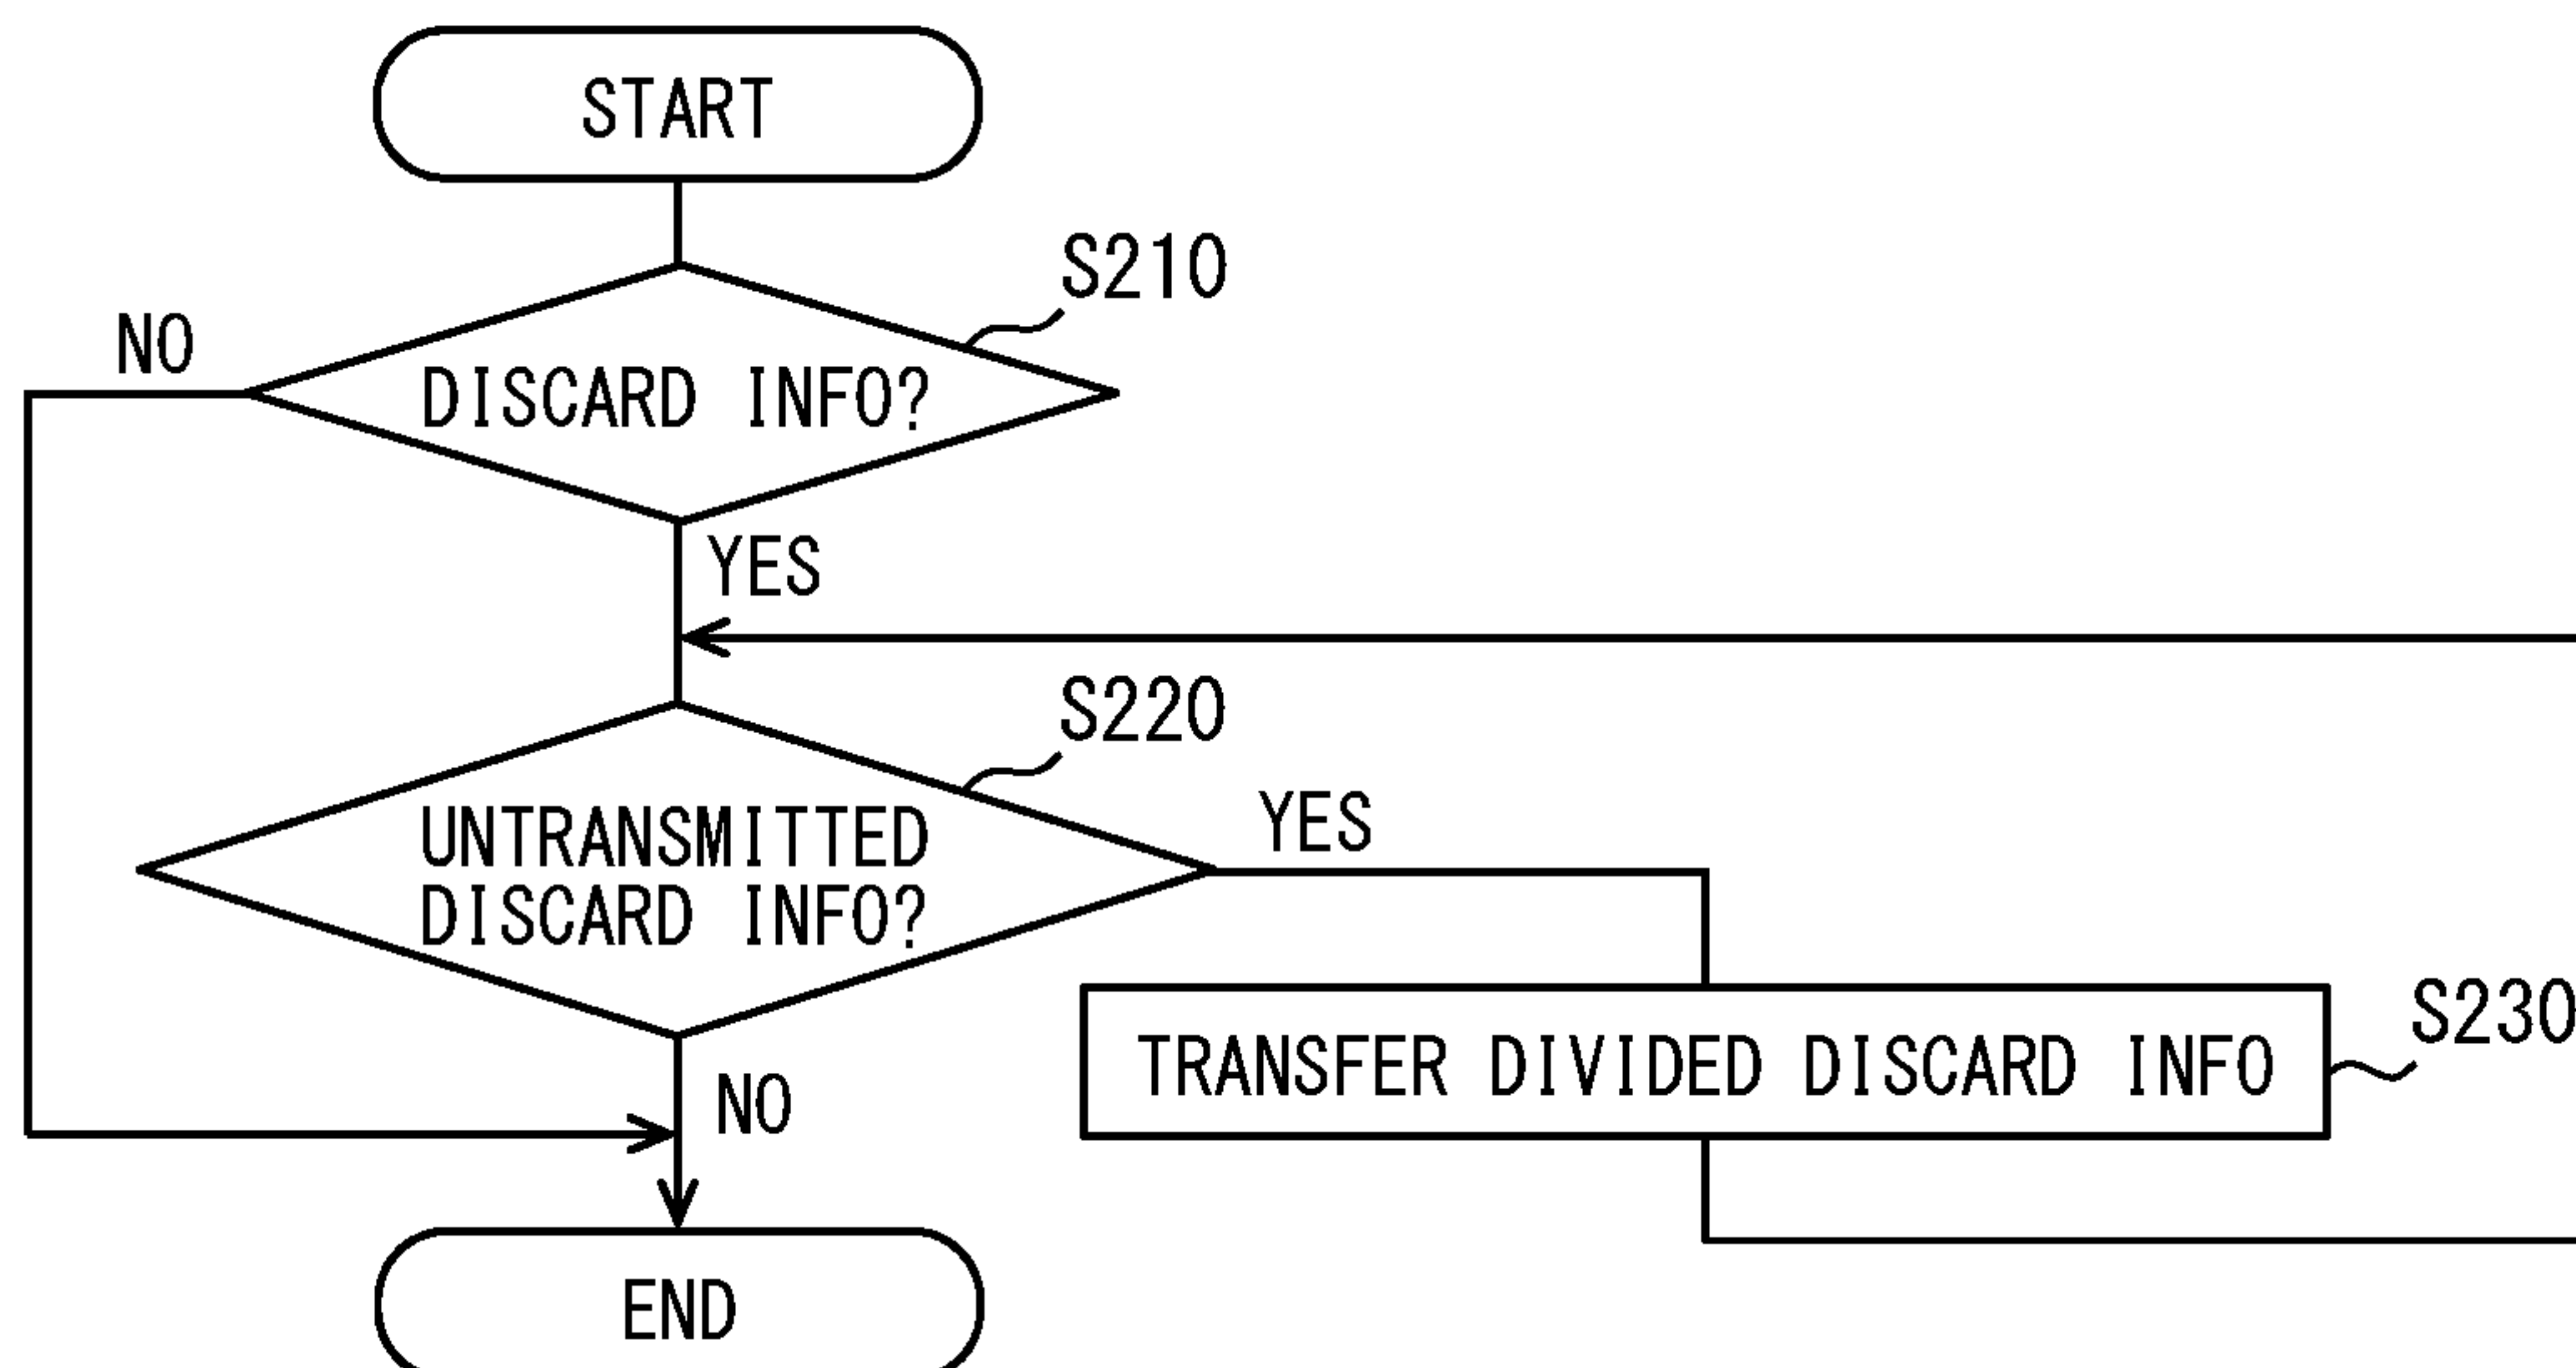 START
S210
NO
DISCARD INFO?
YES
S220
UNTRANSMITTED
DISCARD INFO?
YES
S230
TRANSFER DIVIDED DISCARD INFO
NO
END